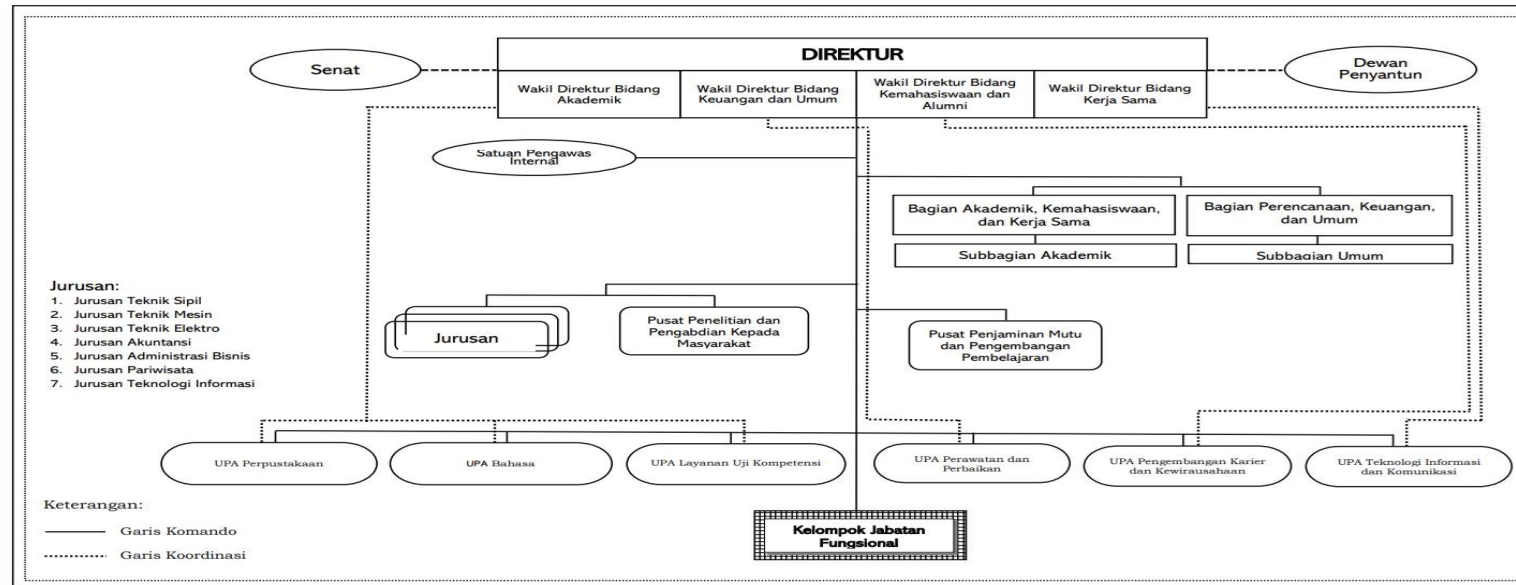 DIREKTUR
Senat
Dewan
Penyantun
Wakil Direktur Bidang
Akademik
Wakil Direktur Bidang
Keuangan dan Umum
Wakil Direktur Bidang
Kemahasiswaan dan
Alumni
Wakil Direktur Bidang
Kerja Sama
Satuan Pengawas
Internal
Bagian Akademik, Kemahasiswaan,
dan Kerja Sama
Bagian Perencanaan, Keuangan,
dan Umum
Subbagian Akademik
Subbagian Umum
Jurusan:
1. Jurusan Teknik Sipil
2. Jurusan Teknik Mesin
3. Jurusan Teknik Elektro
4. Jurusan Akuntansi
5. Jurusan Administrasi Bisnis
6. Jurusan Pariwisata
7. Jurusan Teknologi Informasi
Jurusan
Pusat Penelitian dan
Pengabdian Kepada
Masyarakat
Pusat Penjaminan Mutu
dan Pengembangan
Pembelajaran
UPA Perpustakaan
UPA Bahasa
UPA Layanan Uji Kompetensi
UPA Perawatan dan
Perbaikan
UPA Pengembangan Karier
dan Kewirausahaan
UPA Teknologi Informasi
dan Komunikasi
Keterangan:
Garis Komando
Garis Koordinasi
Kelompok Jabatan
Fungsional